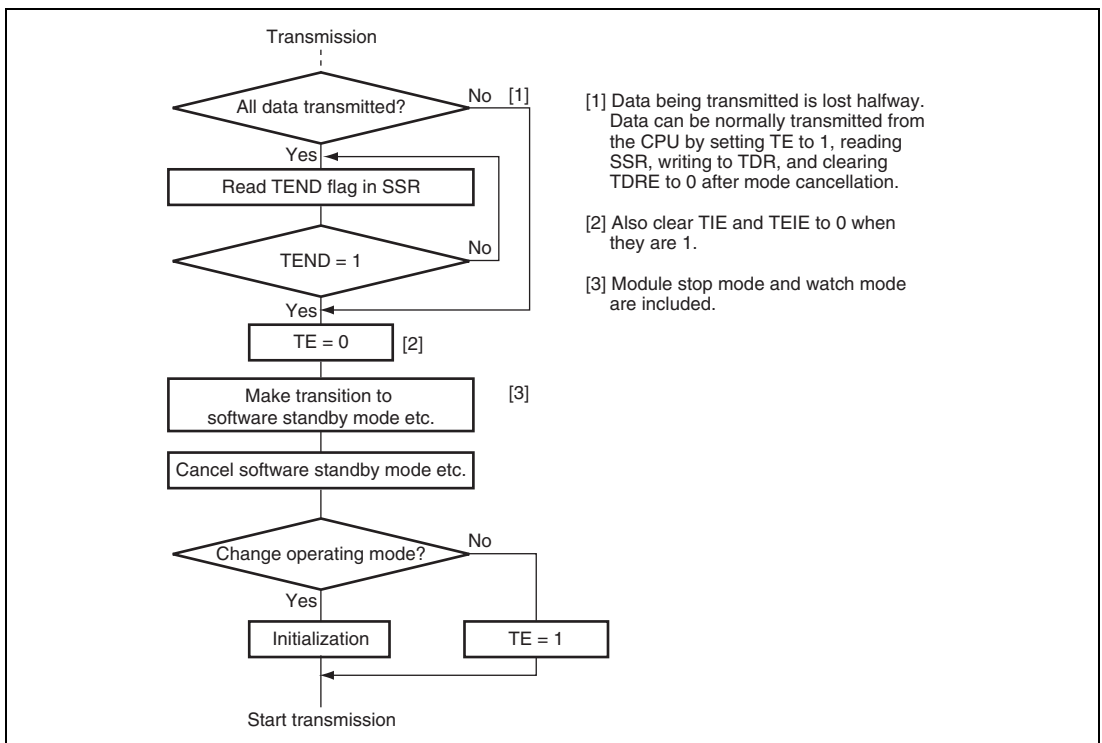 Transmission
All data transmitted?
No [1]
Yes
Read TEND flag in SSR
TEND = 1
No
Yes
TE = 0
[2]
Make transition to
software standby mode etc.
[3]
Cancel software standby mode etc.
Change operating mode?
No
Yes
Initialization
TE = 1
Start transmission
[1] Data being transmitted is lost halfway.
Data can be normally transmitted from
the CPU by setting TE to 1, reading
SSR, writing to TDR, and clearing
TDRE to 0 after mode cancellation.
[2] Also clear TIE and TEIE to 0 when
they are 1.
[3] Module stop mode and watch mode
are included.